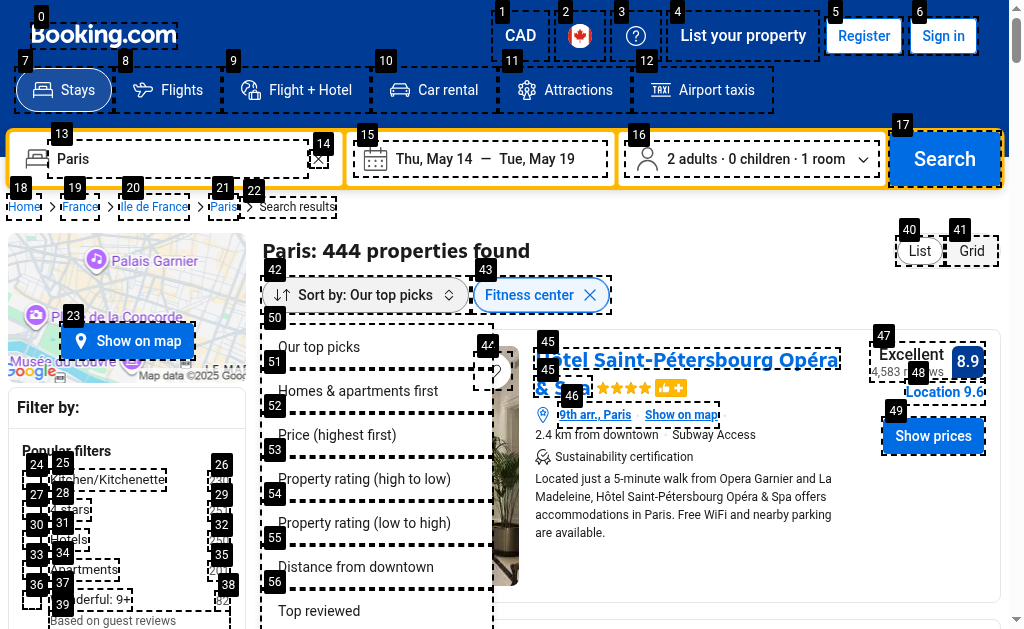 0
1
2
3
4
5
6
Booking.com
CAD
List your property
Register
Sign in
7
8
9
10
11
12
Stays
Flights
Flight + Hotel
Car rental
Attractions
Airport taxis
13
14
15
16
17
Paris
Thu, May 14 — Tue, May 19
2 adults · 0 children · 1 room
Search
18
19
20
21
22
Home
France
Ile de France
Paris
Search results
Palais Garnier
23
Place de la Concorde
Show on map
Musée du Louvre
Google
Map data ©2025 Goog
Filter by:
Popular filters
24
25
26
Kitchen/Kitchenette
230
27
28
29
4 stars
251
30
31
32
Hotels
250
33
34
35
Apartments
201
36
37
38
Wonderful: 9+
82
39
Based on guest reviews
Paris: 444 properties found
40
41
List
Grid
42
43
Sort by: Our top picks
Fitness center
50
Our top picks
51
Homes & apartments first
52
Price (highest first)
53
Property rating (high to low)
54
Property rating (low to high)
55
Distance from downtown
56
Top reviewed
44
45
Hôtel Saint-Pétersbourg Opéra
45
& Spa
46
9th arr., Paris
Show on map
2.4 km from downtown · Subway Access
Sustainability certification
Located just a 5-minute walk from Opera Garnier and La
Madeleine, Hôtel Saint-Pétersbourg Opéra & Spa offers
accommodations in Paris. Free WiFi and nearby parking
are available.
47
Excellent
4,583 reviews
8.9
48
Location 9.6
49
Show prices